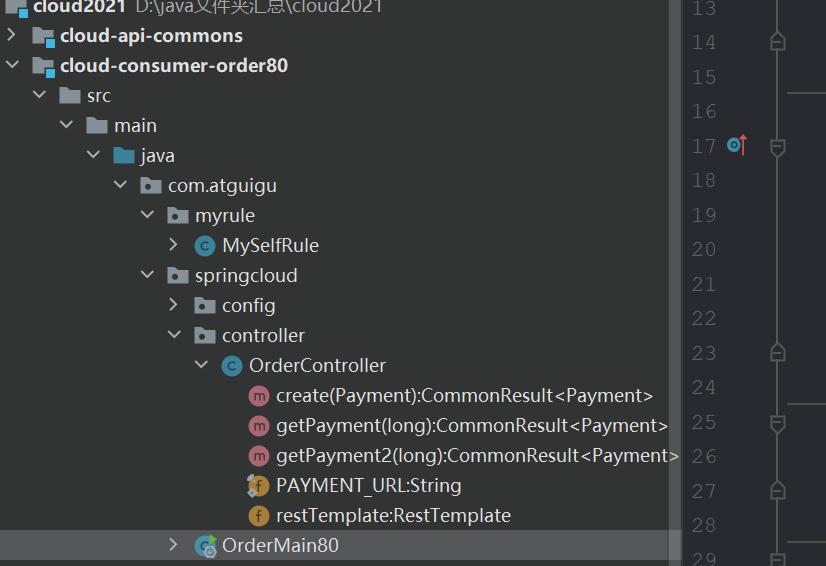 cloud2021 D:\java文件夹汇总\cloud2021
cloud-api-commons
cloud-consumer-order80
src
main
java
com.atguigu
myrule
MySelfRule
springcloud
config
controller
OrderController
create(Payment):CommonResult<Payment>
getPayment(long):CommonResult<Payment>
getPayment2(long):CommonResult<Payment>
PAYMENT_URL:String
restTemplate:RestTemplate
OrderMain80
13
14
15
16
17
18
19
20
21
22
23
24
25
26
27
28
29